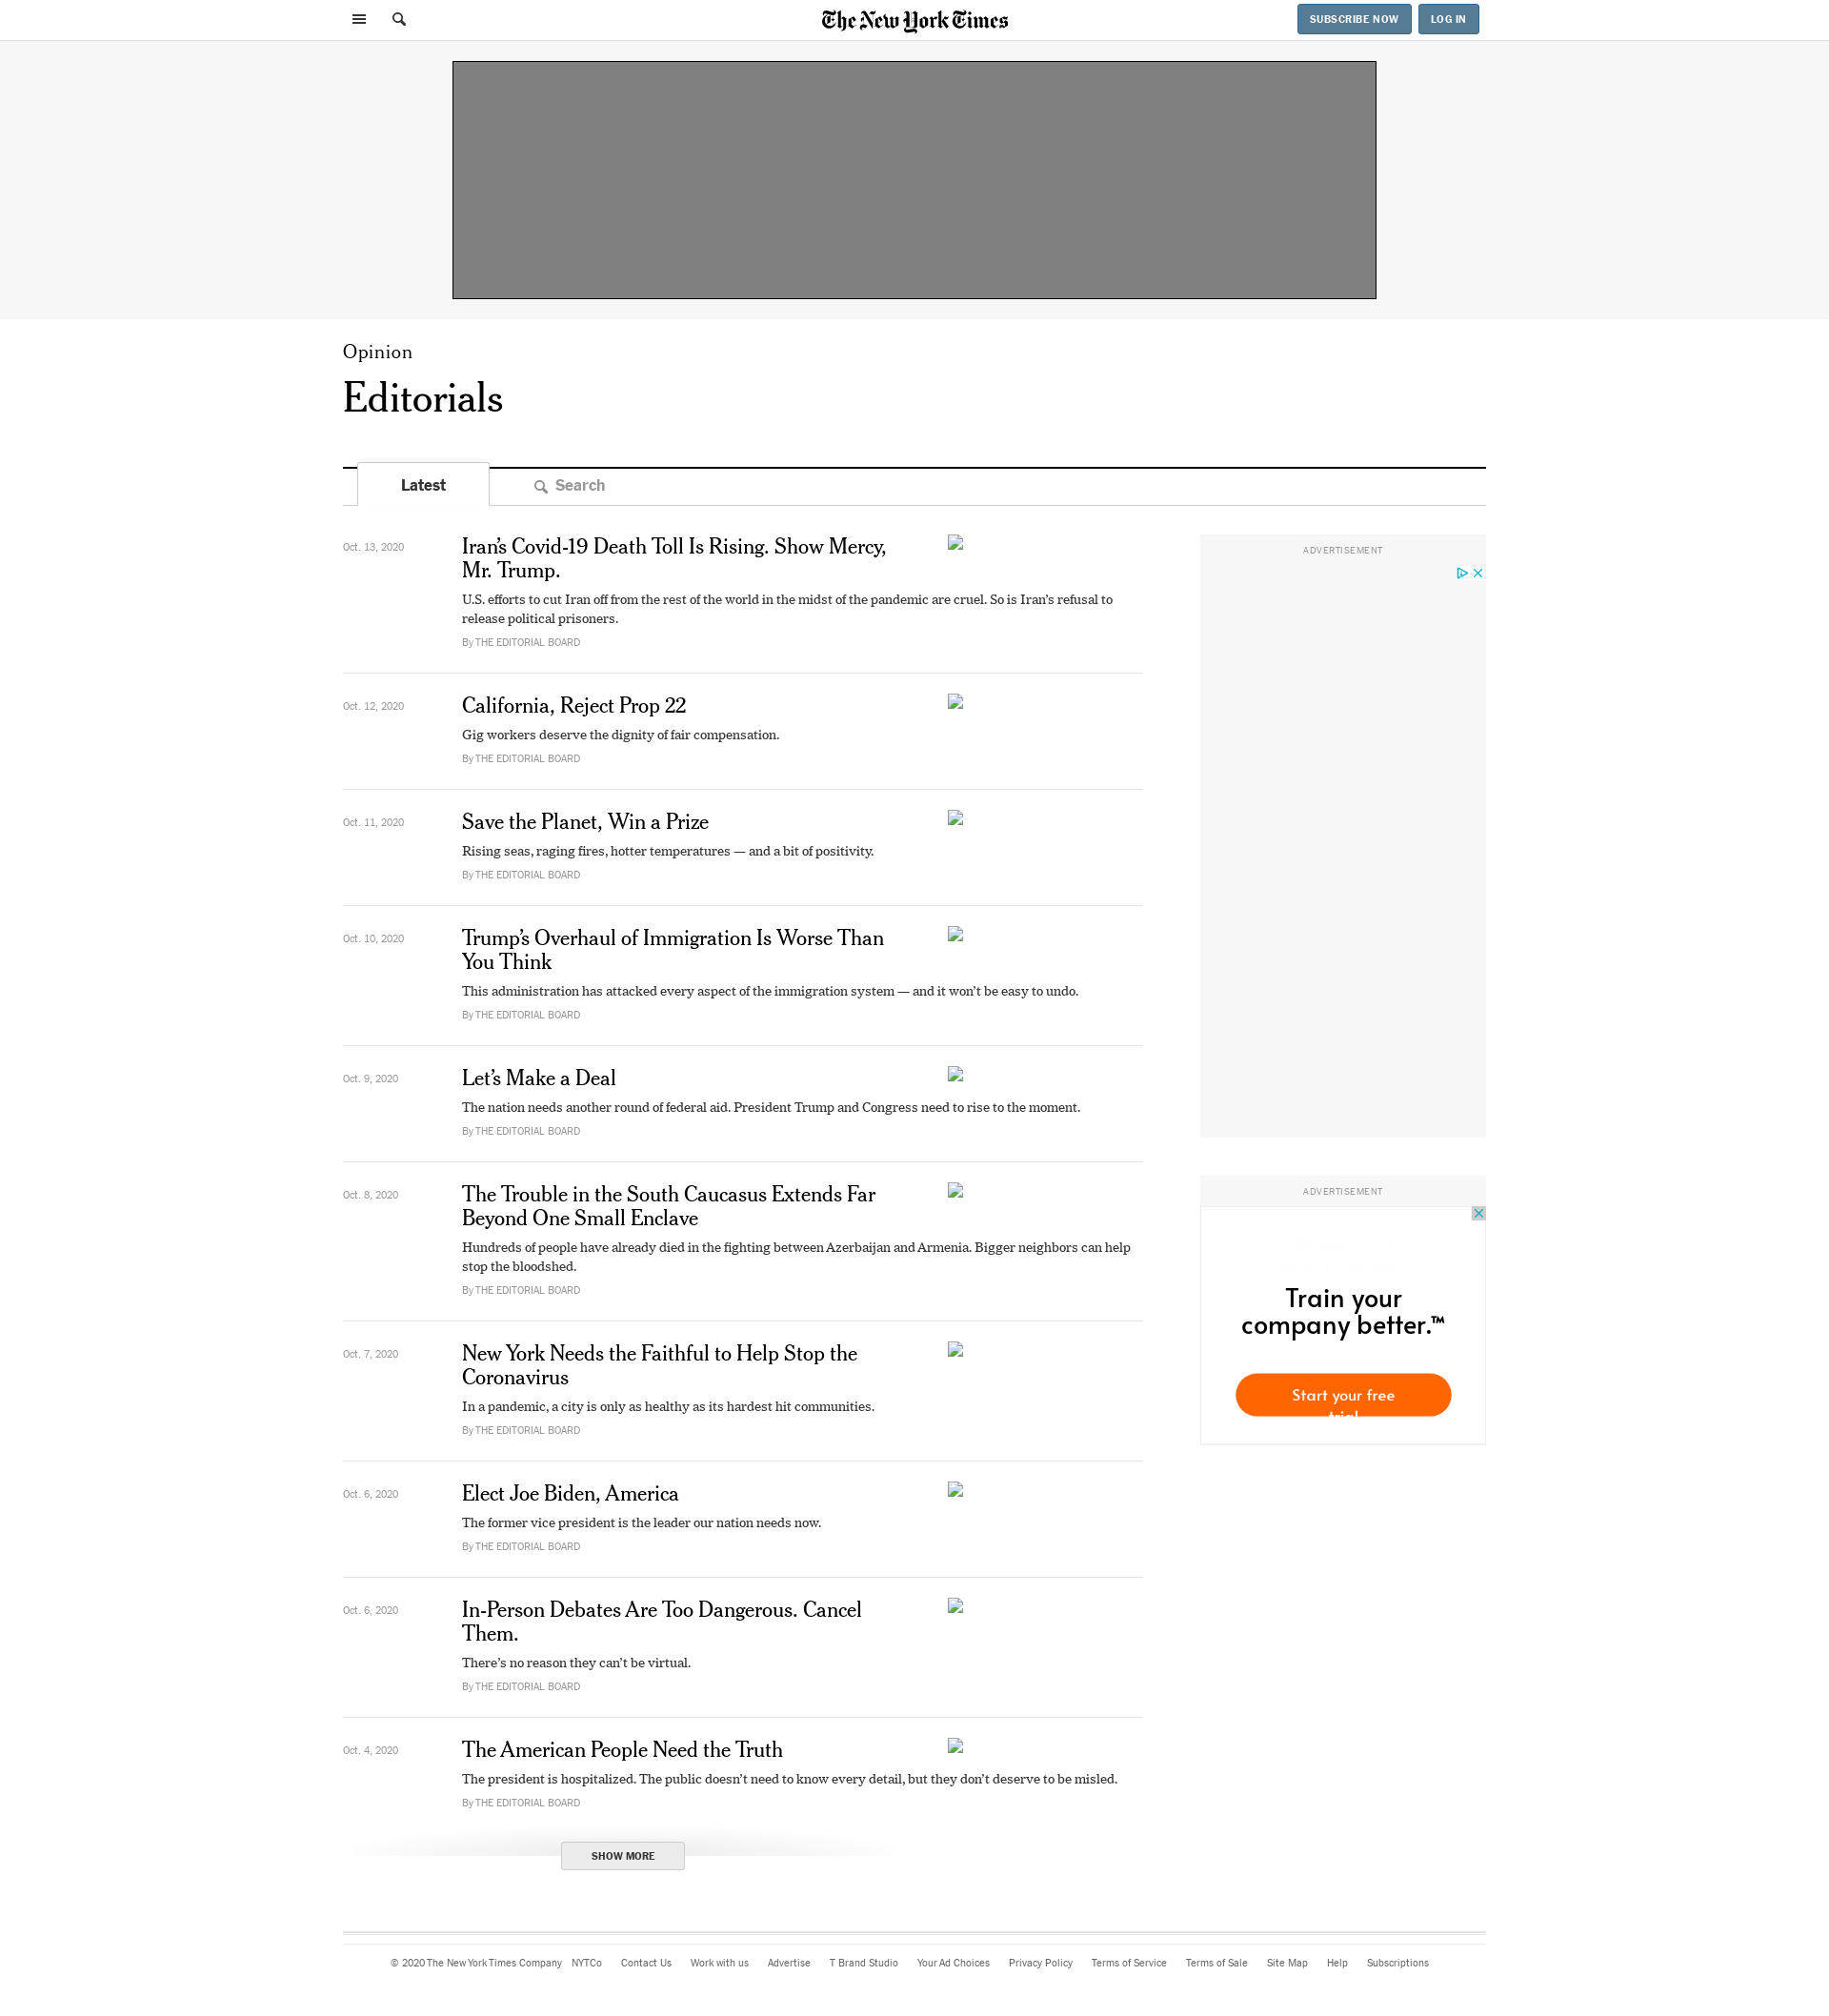 The New York Times
SUBSCRIBE NOW
LOG IN
Opinion
Editorials
Latest
Search
Oct. 13, 2020
Iran’s Covid-19 Death Toll Is Rising. Show Mercy,
Mr. Trump.
U.S. efforts to cut Iran off from the rest of the world in the midst of the pandemic are cruel. So is Iran’s refusal to
release political prisoners.
By THE EDITORIAL BOARD
Oct. 12, 2020
California, Reject Prop 22
Gig workers deserve the dignity of fair compensation.
By THE EDITORIAL BOARD
Oct. 11, 2020
Save the Planet, Win a Prize
Rising seas, raging fires, hotter temperatures — and a bit of positivity.
By THE EDITORIAL BOARD
Oct. 10, 2020
Trump’s Overhaul of Immigration Is Worse Than
You Think
This administration has attacked every aspect of the immigration system — and it won’t be easy to undo.
By THE EDITORIAL BOARD
Oct. 9, 2020
Let’s Make a Deal
The nation needs another round of federal aid. President Trump and Congress need to rise to the moment.
By THE EDITORIAL BOARD
Oct. 8, 2020
The Trouble in the South Caucasus Extends Far
Beyond One Small Enclave
Hundreds of people have already died in the fighting between Azerbaijan and Armenia. Bigger neighbors can help
stop the bloodshed.
By THE EDITORIAL BOARD
Oct. 7, 2020
New York Needs the Faithful to Help Stop the
Coronavirus
In a pandemic, a city is only as healthy as its hardest hit communities.
By THE EDITORIAL BOARD
Oct. 6, 2020
Elect Joe Biden, America
The former vice president is the leader our nation needs now.
By THE EDITORIAL BOARD
Oct. 6, 2020
In-Person Debates Are Too Dangerous. Cancel
Them.
There’s no reason they can’t be virtual.
By THE EDITORIAL BOARD
Oct. 4, 2020
The American People Need the Truth
The president is hospitalized. The public doesn’t need to know every detail, but they don’t deserve to be misled.
By THE EDITORIAL BOARD
SHOW MORE
ADVERTISEMENT
ADVERTISEMENT
Train your
company better.™
Start your free
trial
© 2020 The New York Times Company NYTCo Contact Us Work with us Advertise T Brand Studio Your Ad Choices Privacy Policy Terms of Service Terms of Sale Site Map Help Subscriptions